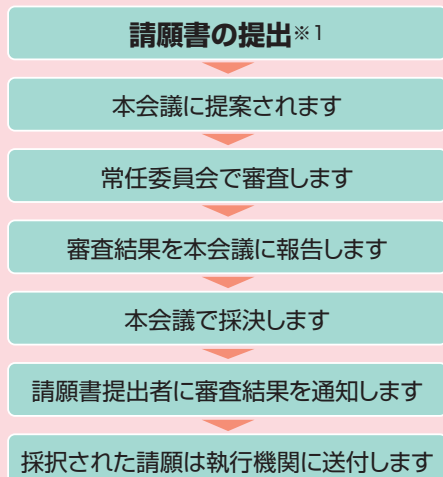 請願書の提出※1
本会議に提案されます
常任委員会で審査します
審査結果を本会議に報告します
本会議で採決します
請願書提出者に審査結果を通知します
採択された請願は執行機関に送付します